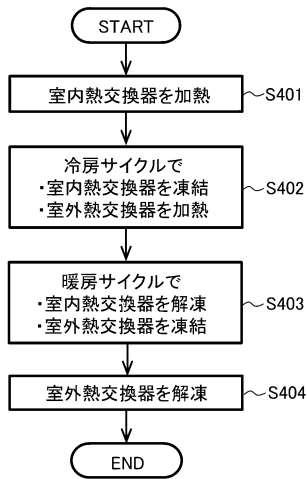 START
室内熱交換器を加熱
S401
冷房サイクルで
・室内熱交換器を凍結
・室外熱交換器を加熱
S402
暖房サイクルで
・室内熱交換器を解凍
・室外熱交換器を凍結
S403
室外熱交換器を解凍
S404
END